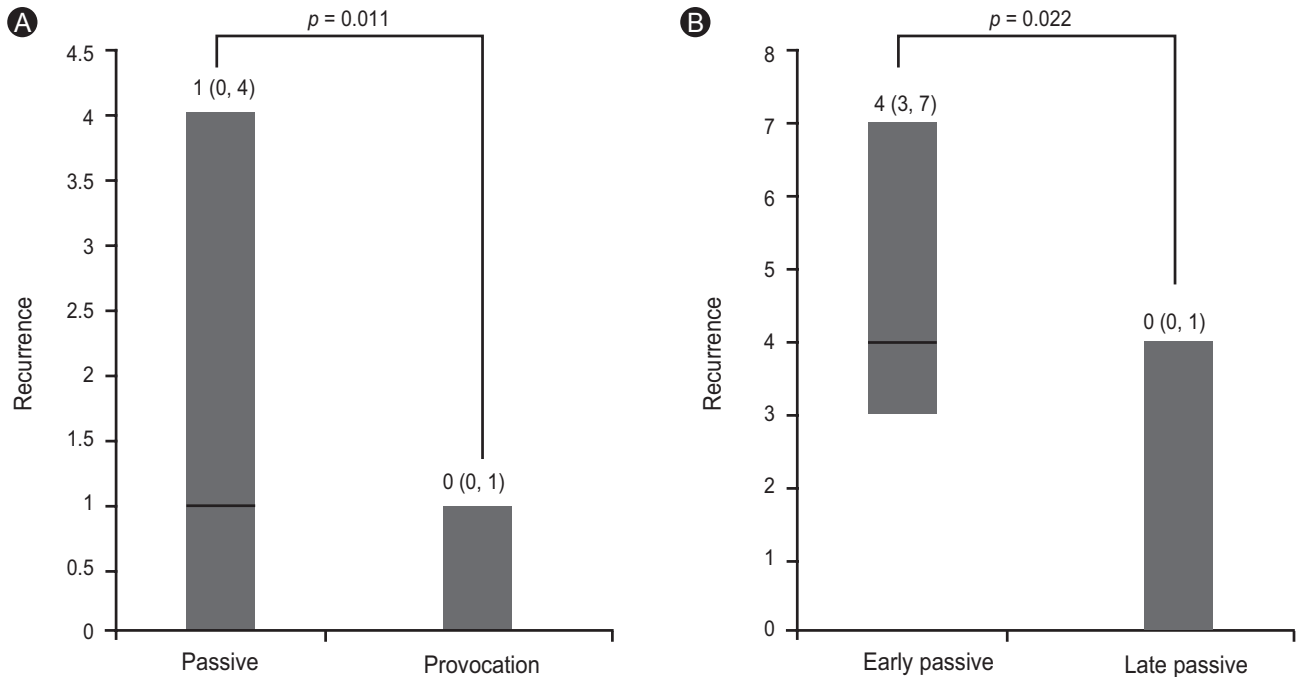 A
p = 0.011
4.5
4
3.5
3
2.5
2
1.5
1
0.5
0
Recurrence
1 (0, 4)
0 (0, 1)
Passive
Provocation
B
p = 0.022
8
7
6
5
4
3
2
1
0
Recurrence
4 (3, 7)
0 (0, 1)
Early passive
Late passive